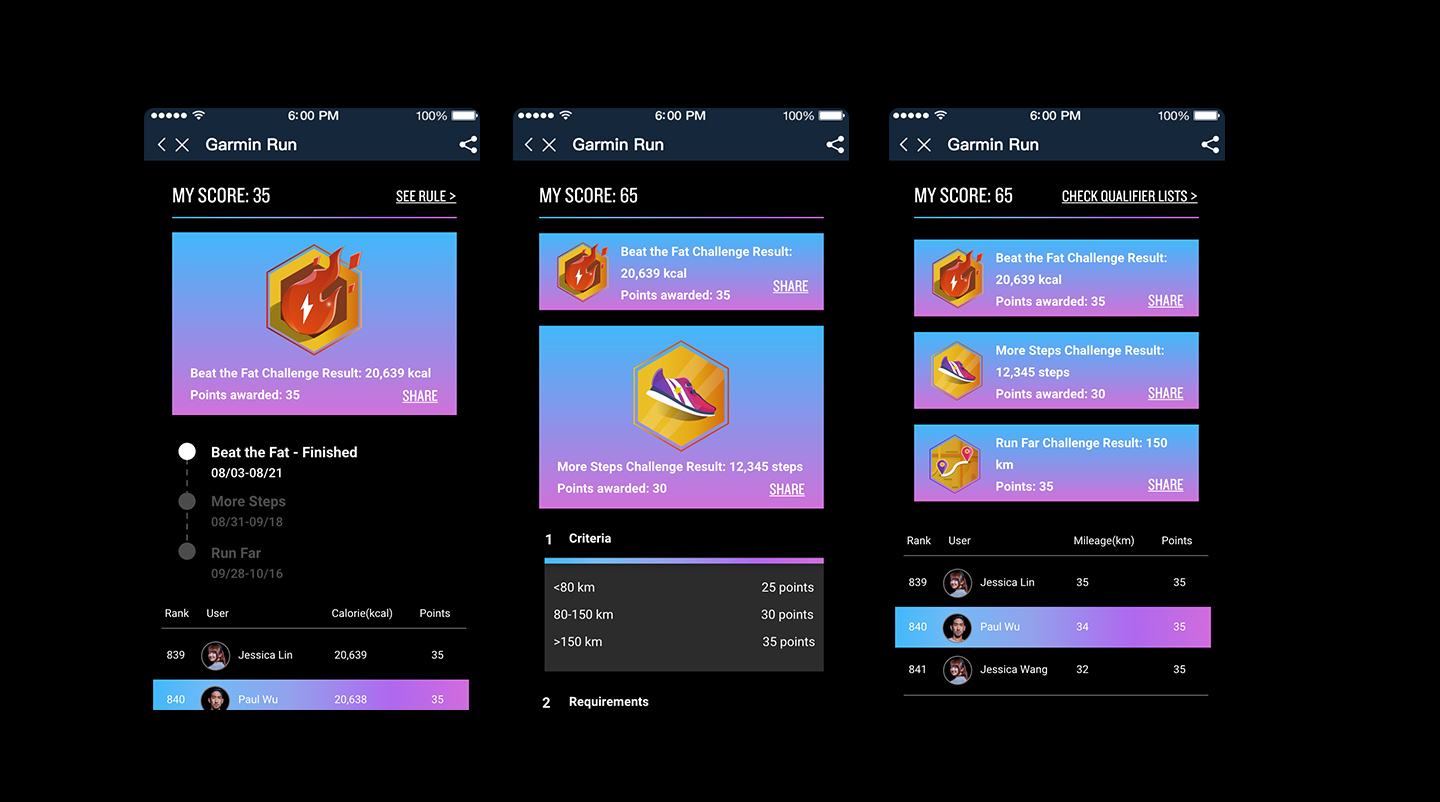 6:00 PM 100%
Garmin Run
MY SCORE: 35 SEE RULE >
Beat the Fat Challenge Result: 20,639 kcal
Points awarded: 35 SHARE
Beat the Fat - Finished
08/03-08/21
More Steps
08/31-09/18
Run Far
09/28-10/16
Rank User Calorie(kcal) Points
839 Jessica Lin 20,639 35
840 Paul Wu 20,638 35
6:00 PM 100%
Garmin Run
MY SCORE: 65
Beat the Fat Challenge Result:
20,639 kcal
Points awarded: 35 SHARE
More Steps Challenge Result: 12,345 steps
Points awarded: 30 SHARE
1 Criteria
<80 km 25 points
80-150 km 30 points
>150 km 35 points
2 Requirements
6:00 PM 100%
Garmin Run
MY SCORE: 65 CHECK QUALIFIER LISTS >
Beat the Fat Challenge Result:
20,639 kcal
Points awarded: 35 SHARE
More Steps Challenge Result:
12,345 steps
Points awarded: 30 SHARE
Run Far Challenge Result: 150
km
Points: 35 SHARE
Rank User Mileage(km) Points
839 Jessica Lin 35 35
840 Paul Wu 34 35
841 Jessica Wang 32 35